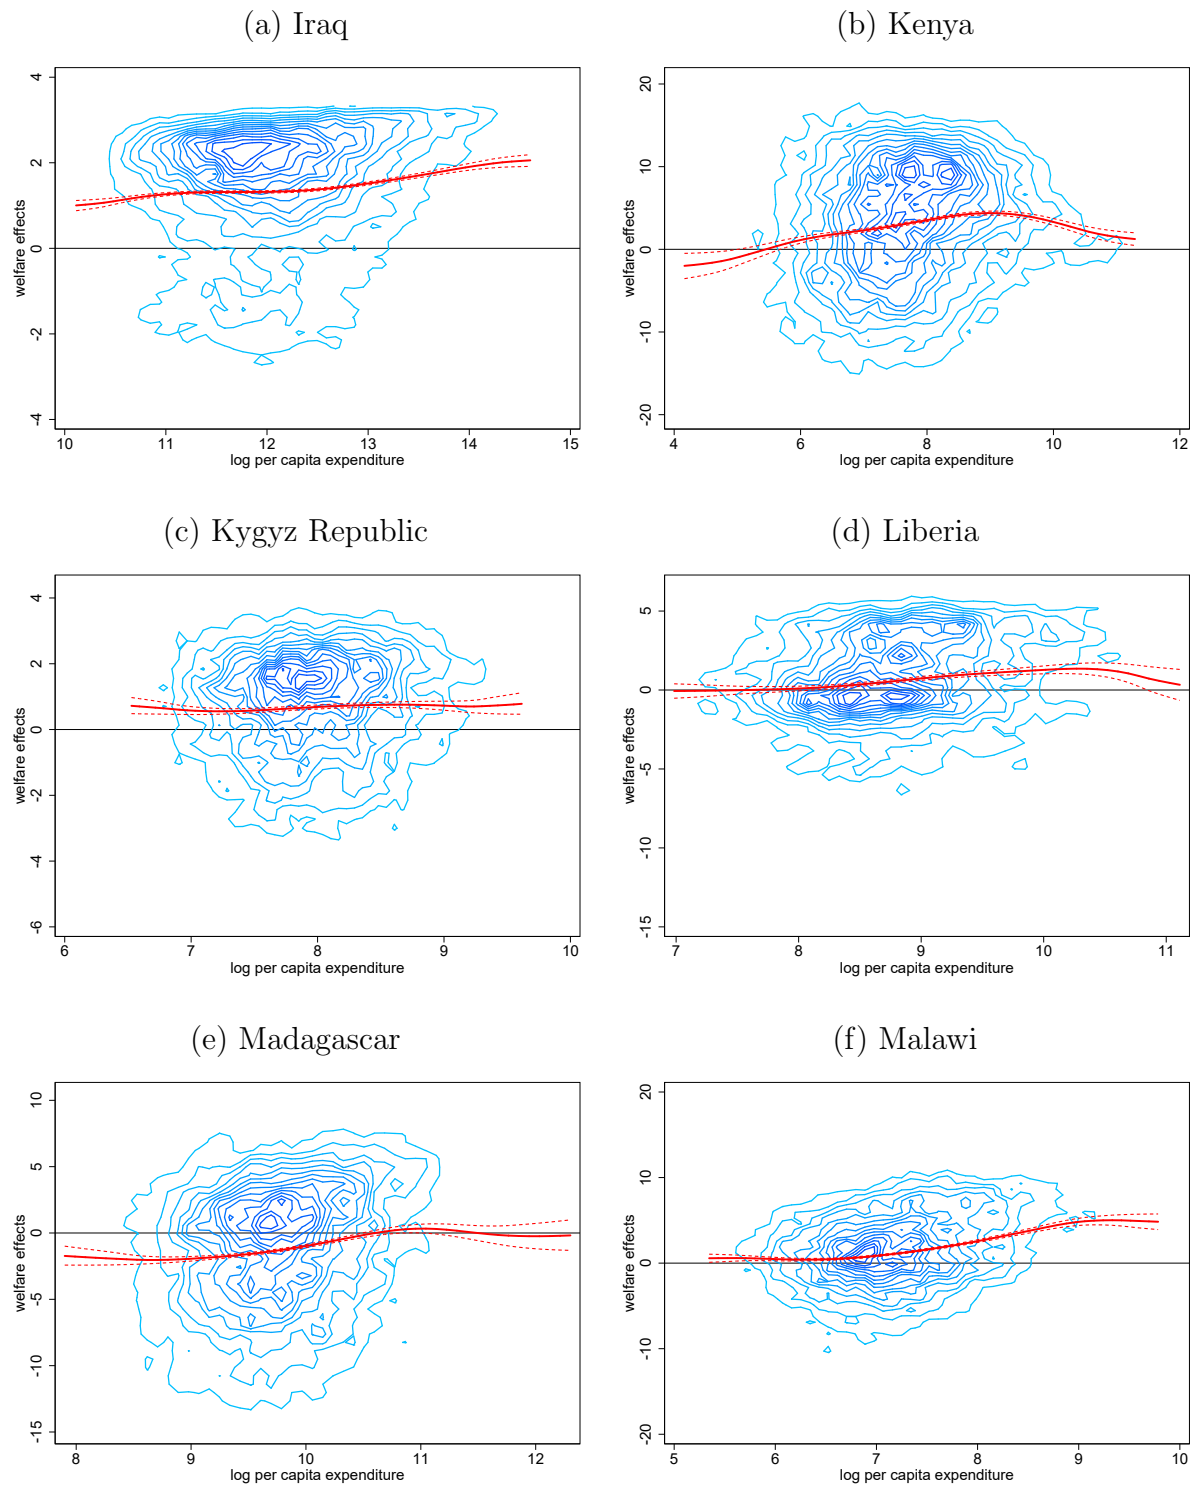 (a) Iraq
(b) Kenya
4
2
0
-2
-4
welfare effects
10 11 12 13 14 15
log per capita expenditure
20
10
0
-10
-20
welfare effects
4 6 8 10 12
log per capita expenditure
(c) Kygyz Republic
(d) Liberia
4
2
0
-2
-4
-6
welfare effects
6 7 8 9 10
log per capita expenditure
5
0
-5
-10
-15
welfare effects
7 8 9 10 11
log per capita expenditure
(e) Madagascar
(f) Malawi
10
5
0
-5
-10
-15
welfare effects
8 9 10 11 12
log per capita expenditure
20
10
0
-10
-20
welfare effects
5 6 7 8 9 10
log per capita expenditure